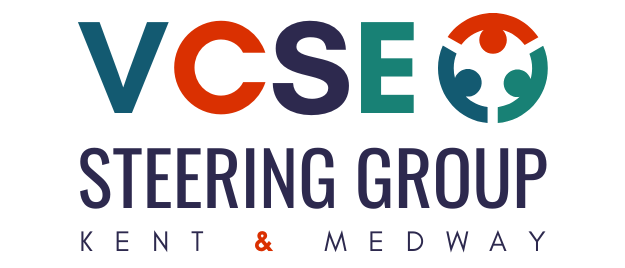 VCSE
STEERING GROUP
KENT & MEDWAY